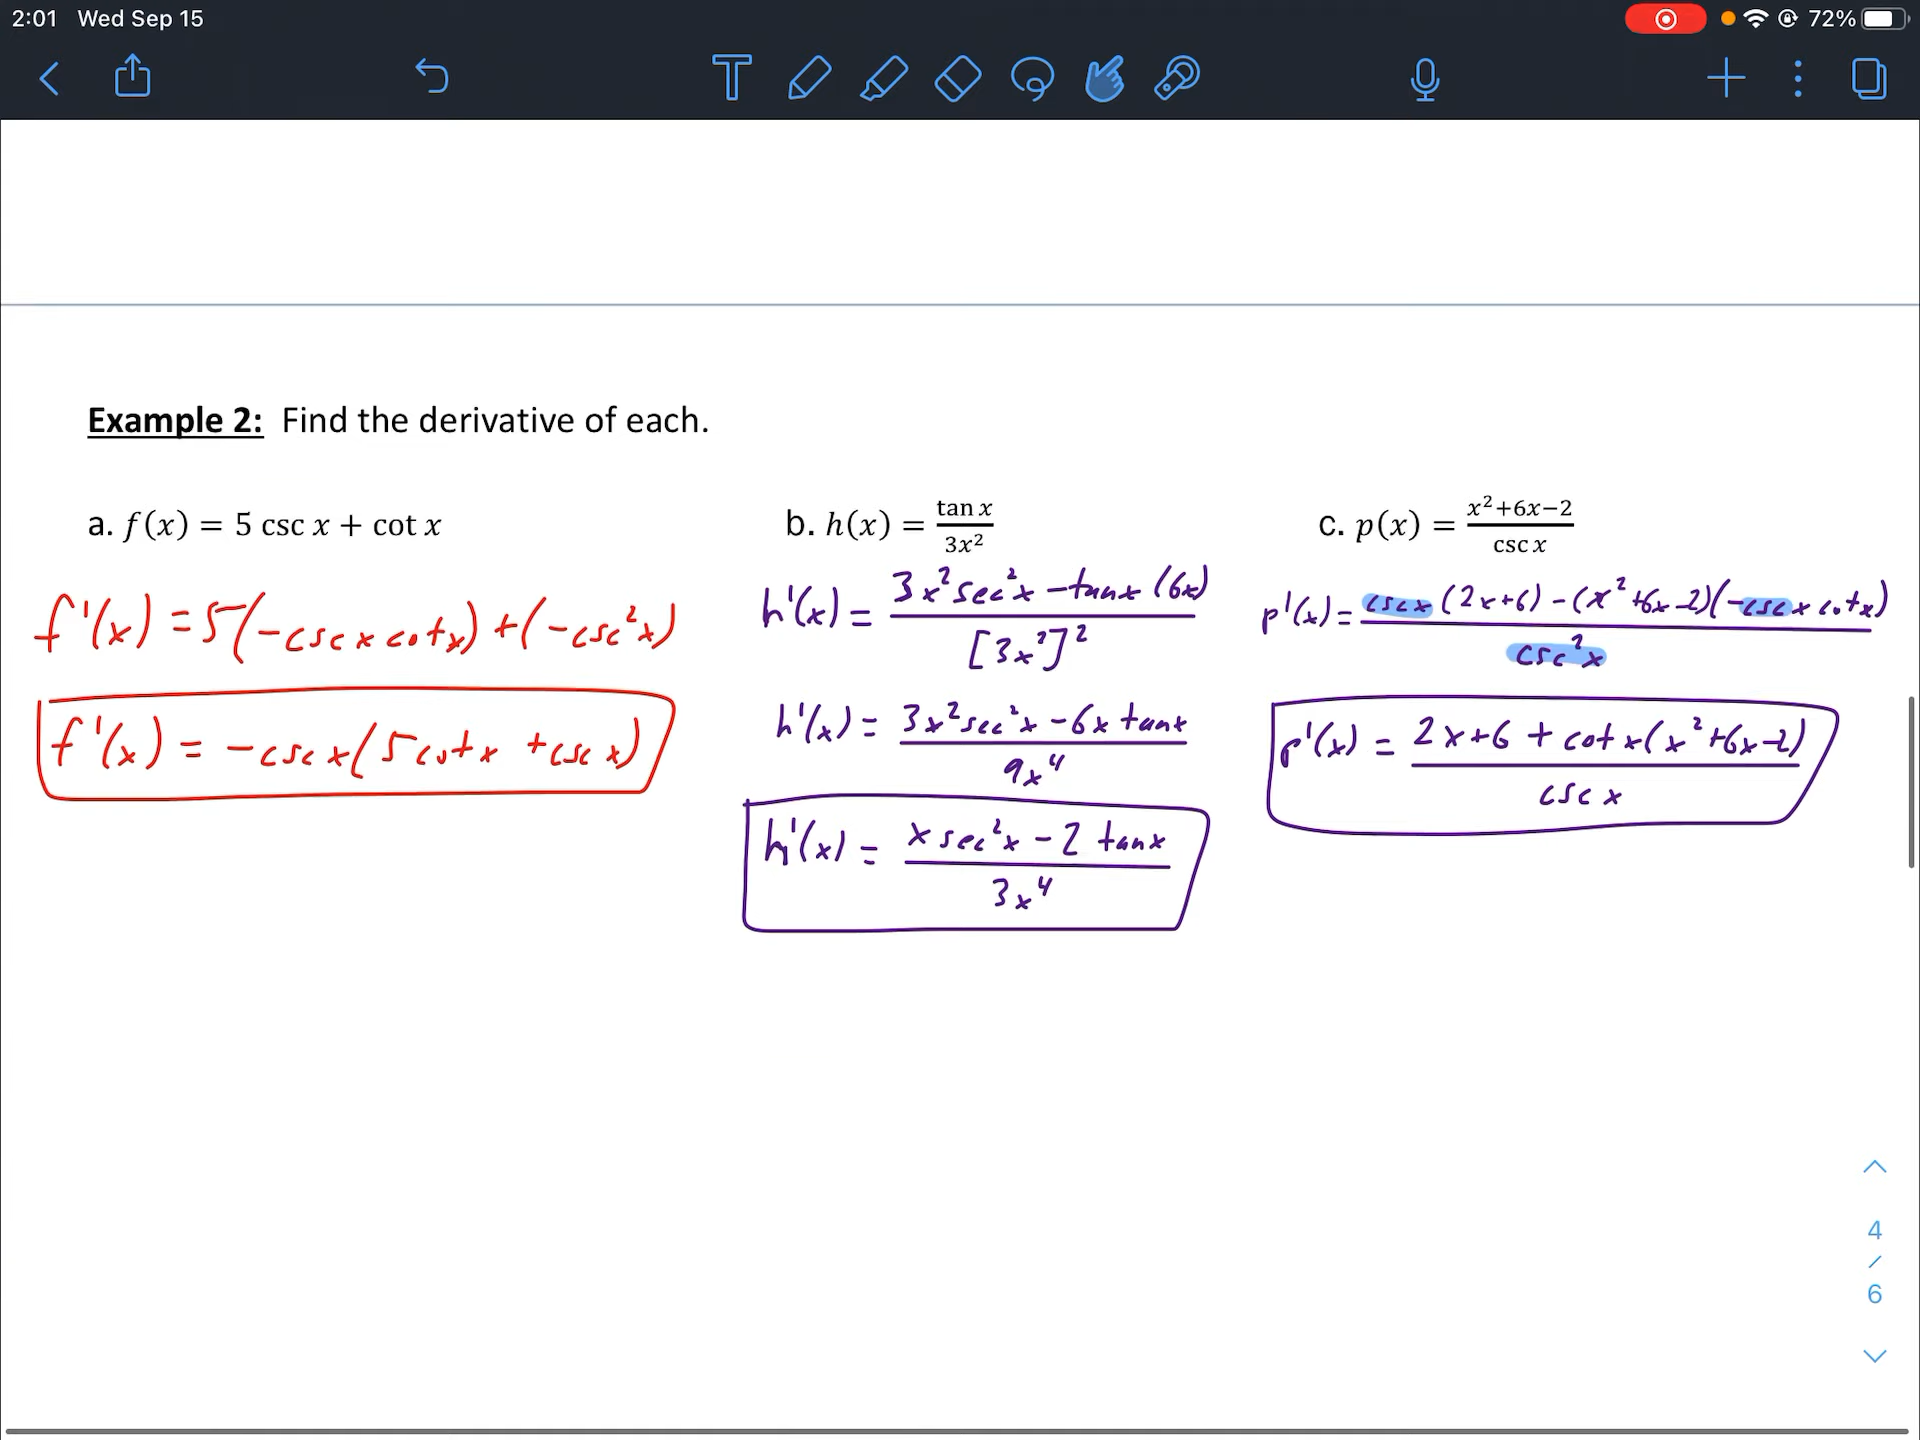 2:01 Wed Sep 15 72%
Example 2: Find the derivative of each.
a. f(x) = 5 csc x + cot x
f'(x) = 5(-csc x cot x) + (-csc²x)
f'(x) = -csc x(5 cot x + csc x)
b. h(x) = tan x / 3x²
h'(x) = 3x² sec²x - tan x (6x) / [3x²]²
h'(x) = 3x² sec²x - 6x tan x / 9x⁴
h'(x) = x sec²x - 2 tan x / 3x⁴
c. p(x) = x²+6x−2 / csc x
p'(x) = csc x (2x+6) - (x²+6x-2)(-csc x cot x) / csc²x
p'(x) = 2x+6 + cot x(x²+6x-2) / csc x
4
/
6